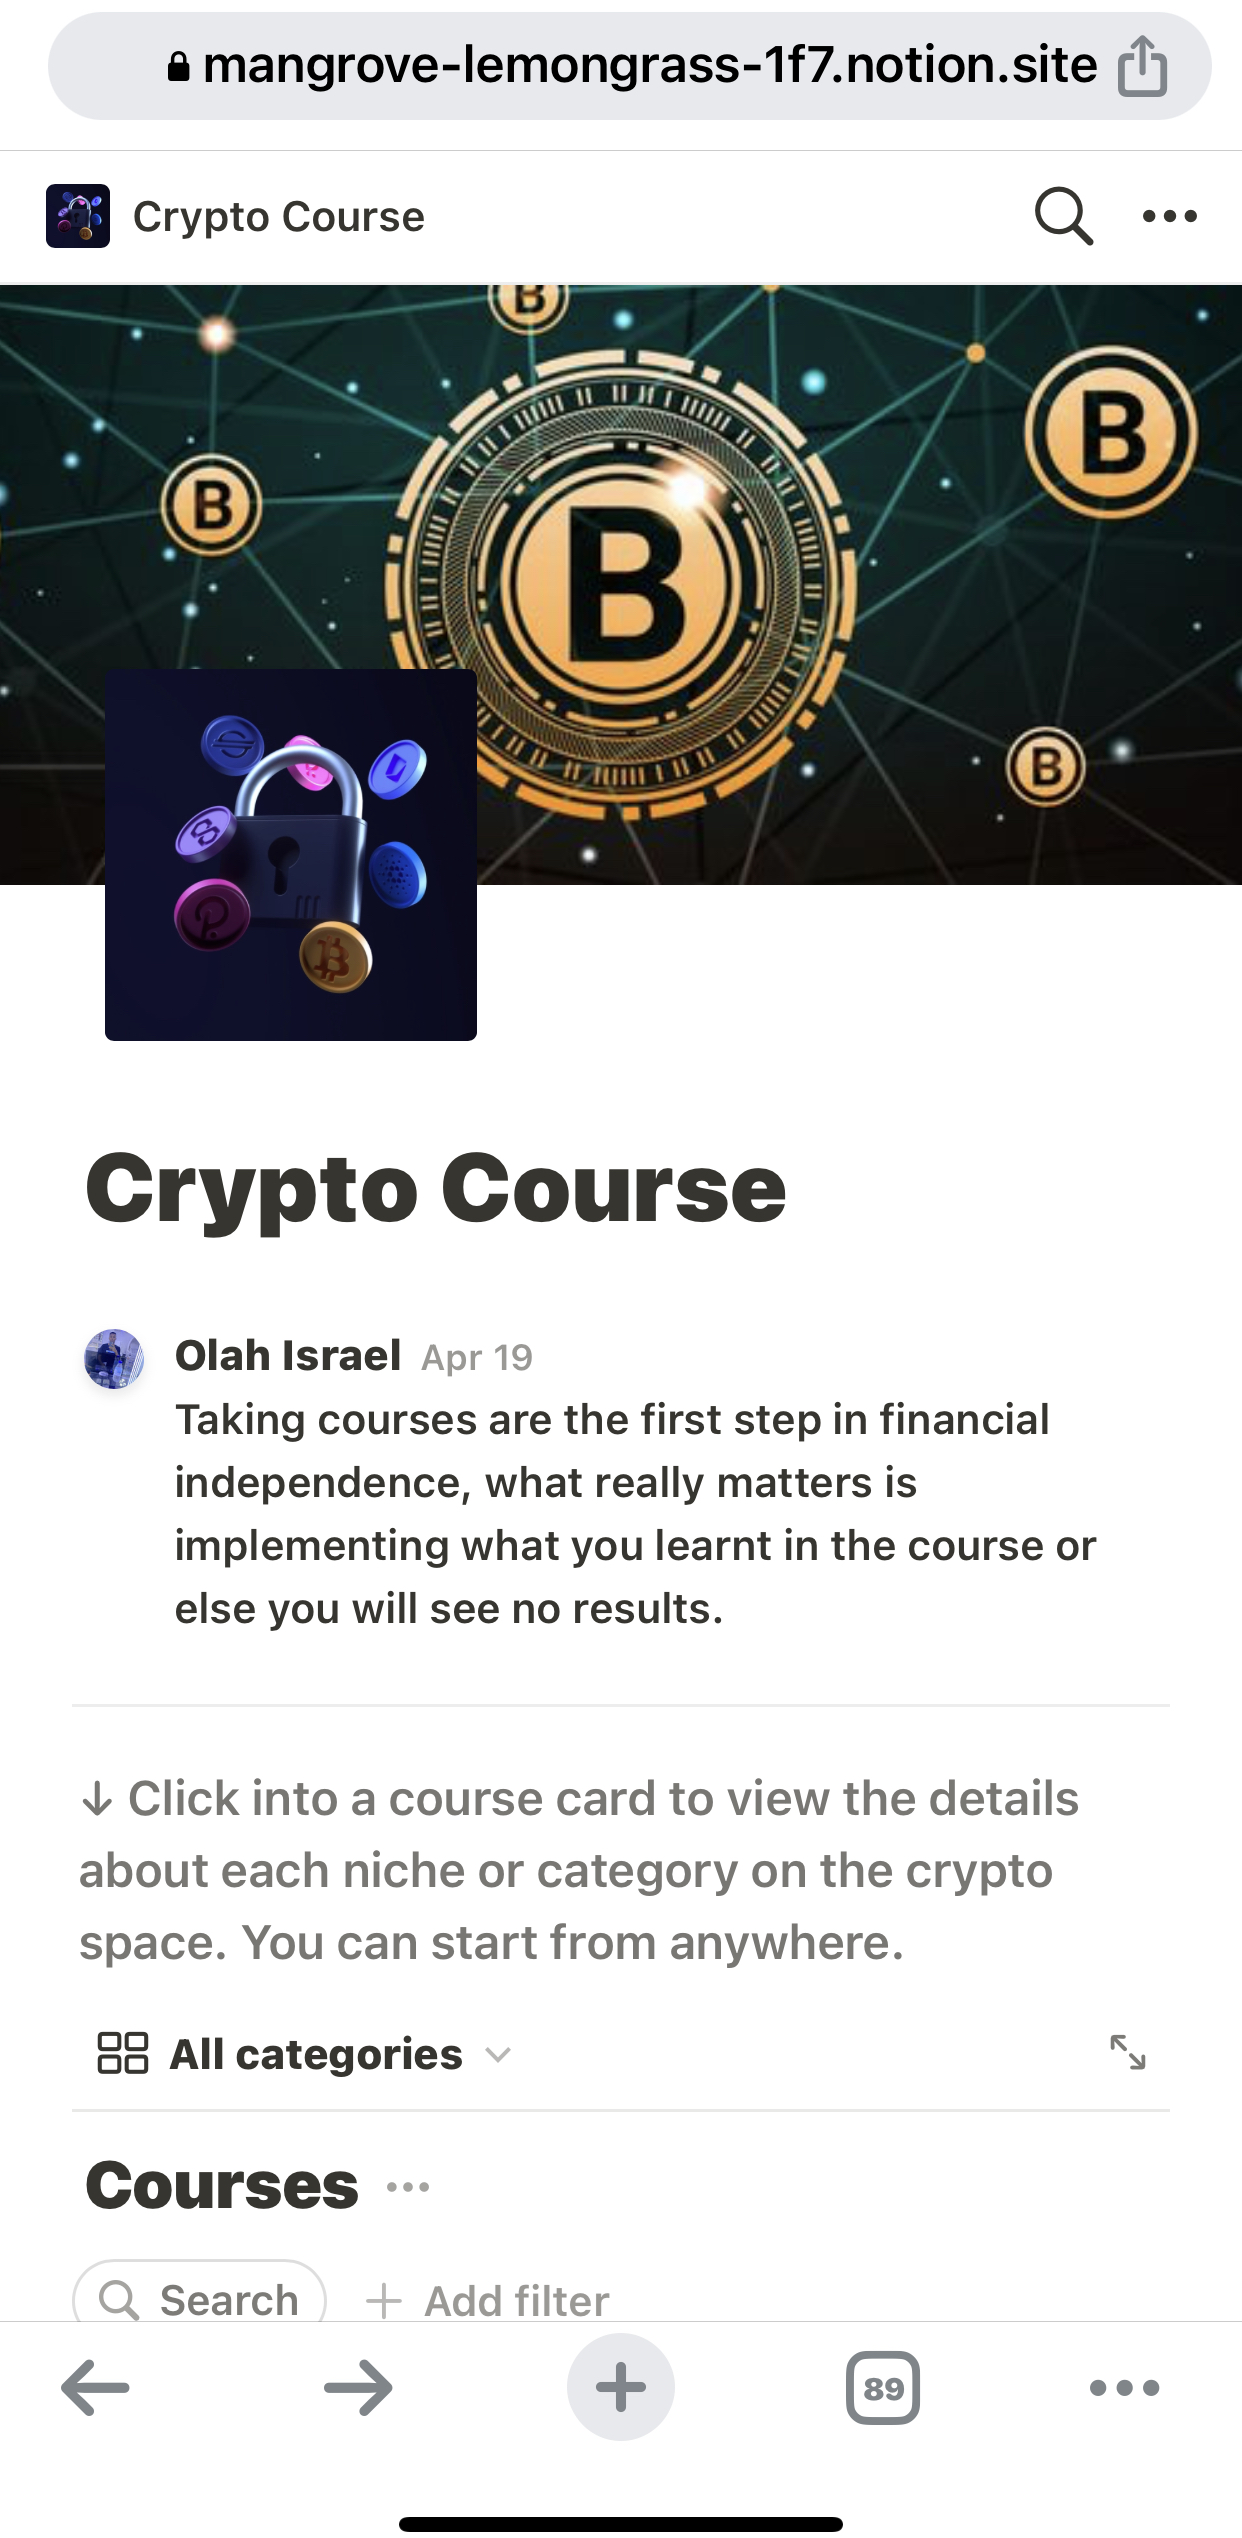 mangrove-lemongrass-1f7.notion.site
Crypto Course
B
B
B
B
B
Crypto Course
Olah Israel Apr 19
Taking courses are the first step in financial
independence, what really matters is
implementing what you learnt in the course or
else you will see no results.
↓ Click into a course card to view the details
about each niche or category on the crypto
space. You can start from anywhere.
All categories
Courses
Search + Add filter
89